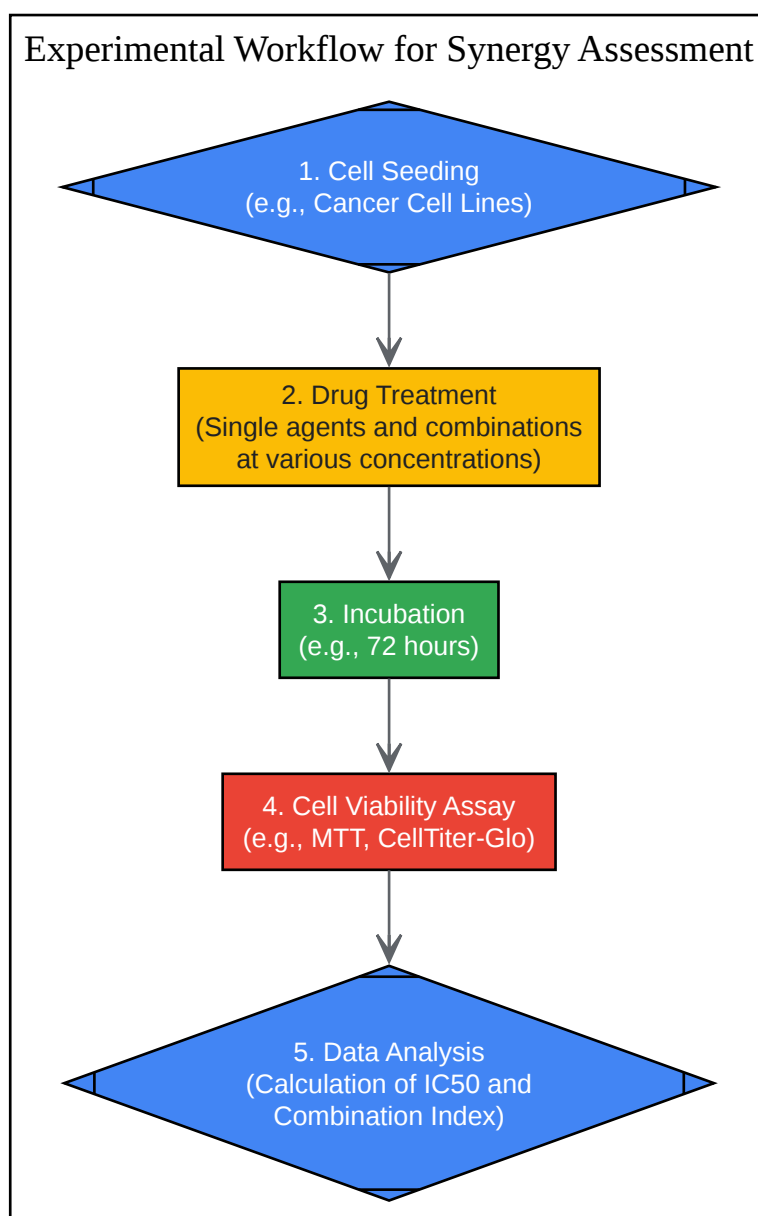 Experimental Workflow for Synergy Assessment
1. Cell Seeding
(e.g., Cancer Cell Lines)
2. Drug Treatment
(Single agents and combinations
at various concentrations)
3. Incubation
(e.g., 72 hours)
4. Cell Viability Assay
(e.g., MTT, CellTiter-Glo)
5. Data Analysis
(Calculation of IC50 and
Combination Index)